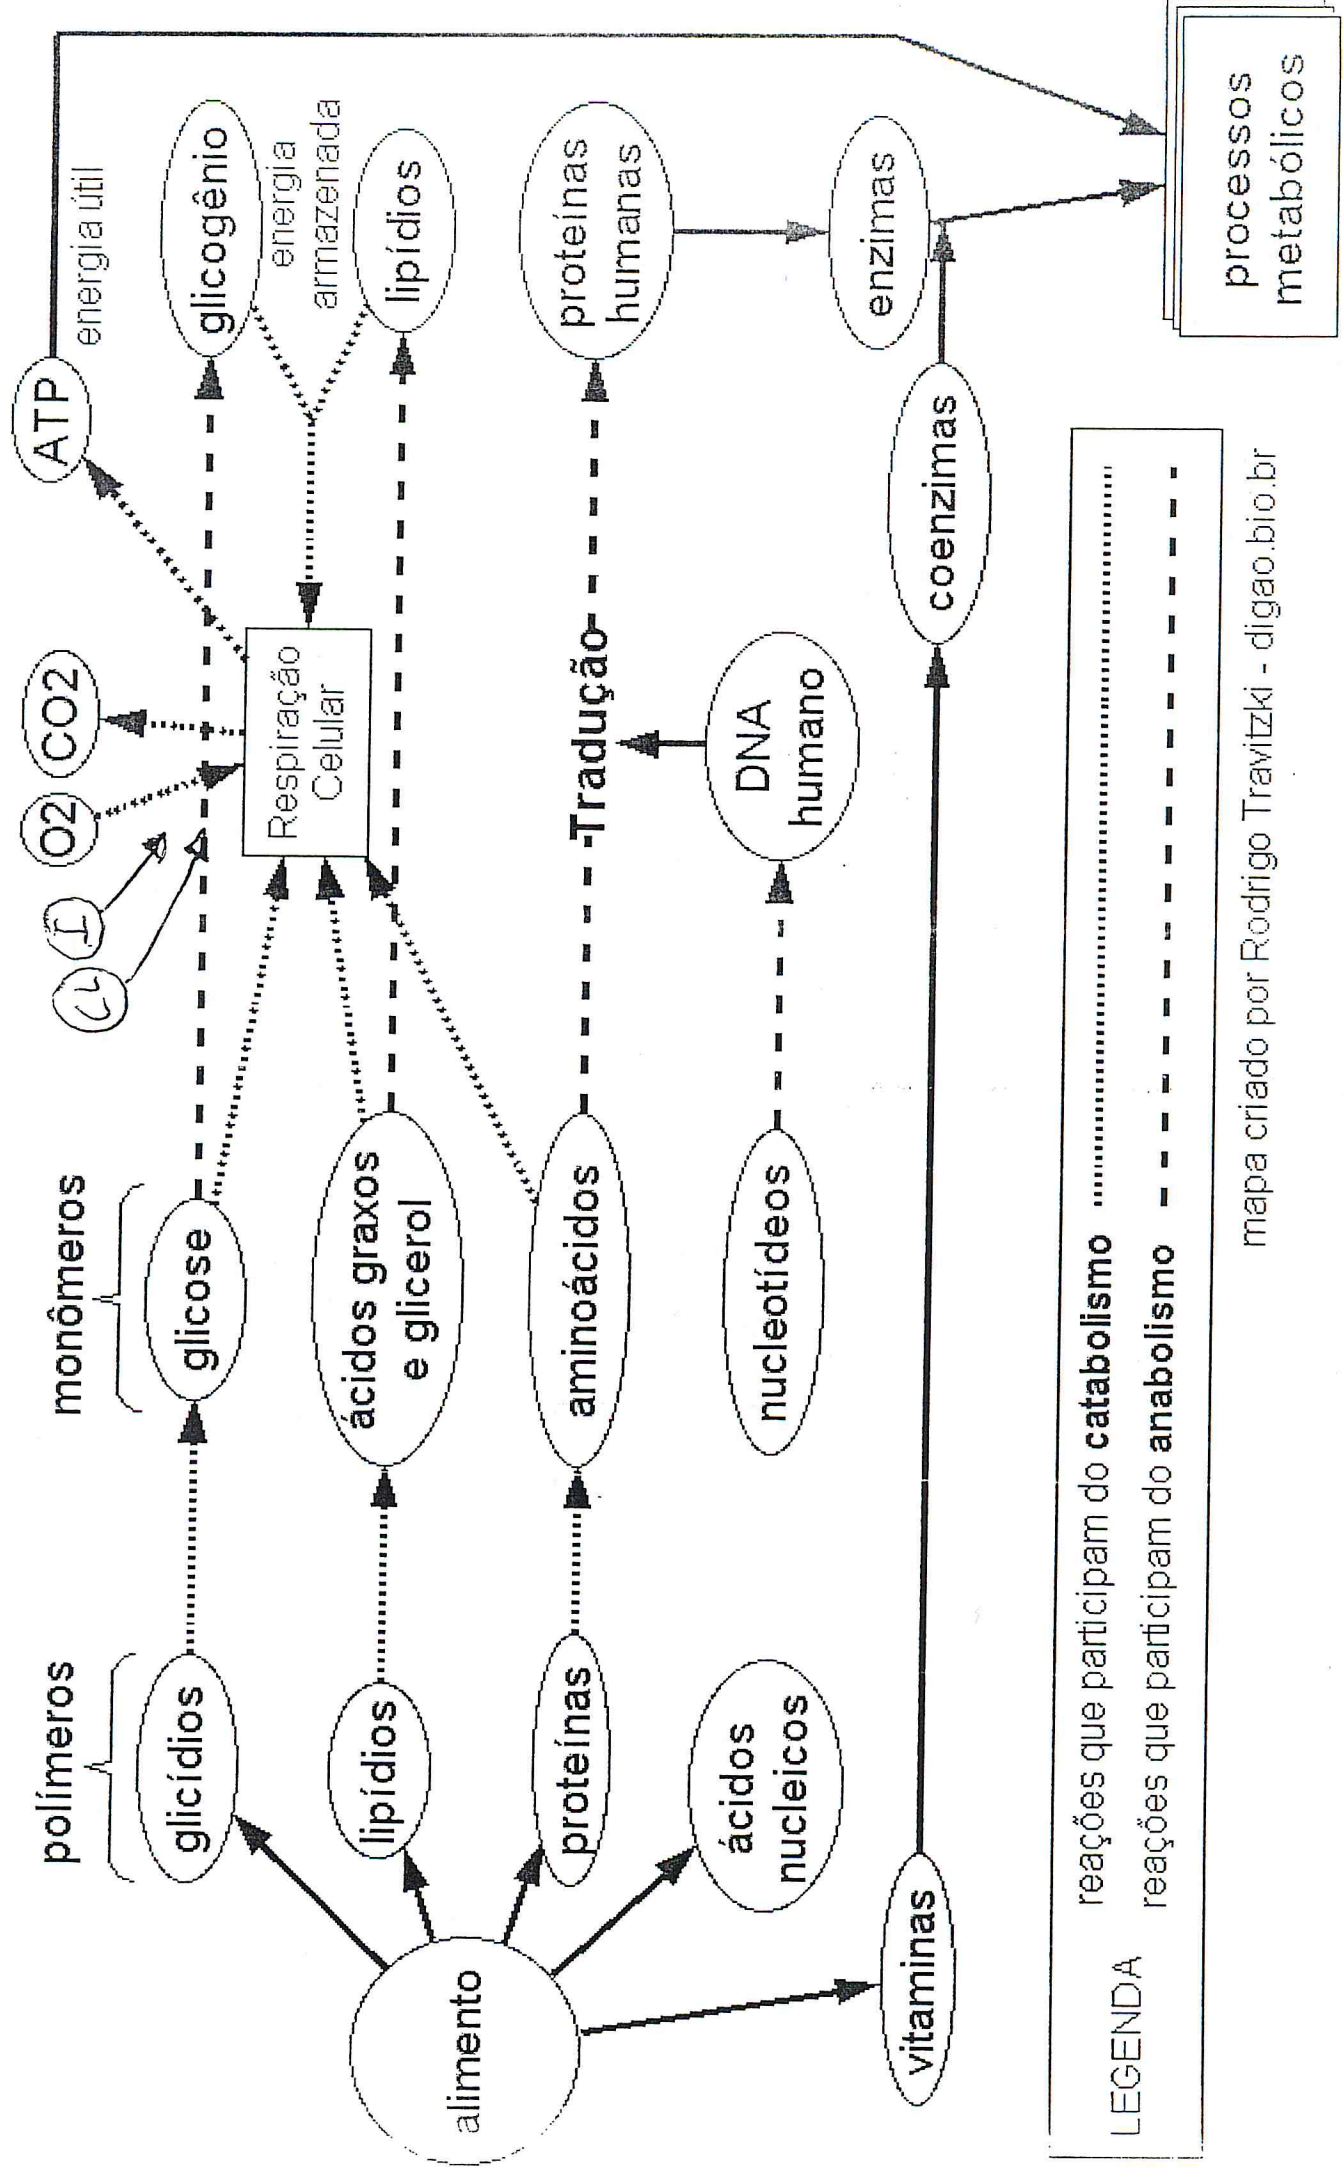 polímeros
monômeros
alimento
glicídios
lipídios
proteínas
ácidos
nucleicos
vitaminas
glicose
ácidos graxos
e glicerol
aminoácidos
nucleotídeos
O2
CO2
I
Respiração
Celular
Tradução
DNA
humano
coenzimas
ATP
energia útil
glicogênio
energia
armazenada
lipídios
proteínas
humanas
enzimas
processos
metabólicos
LEGENDA
reações que participam do catabolismo
reações que participam do anabolismo
mapa criado por Rodrigo Travitzki - digao.bio.br